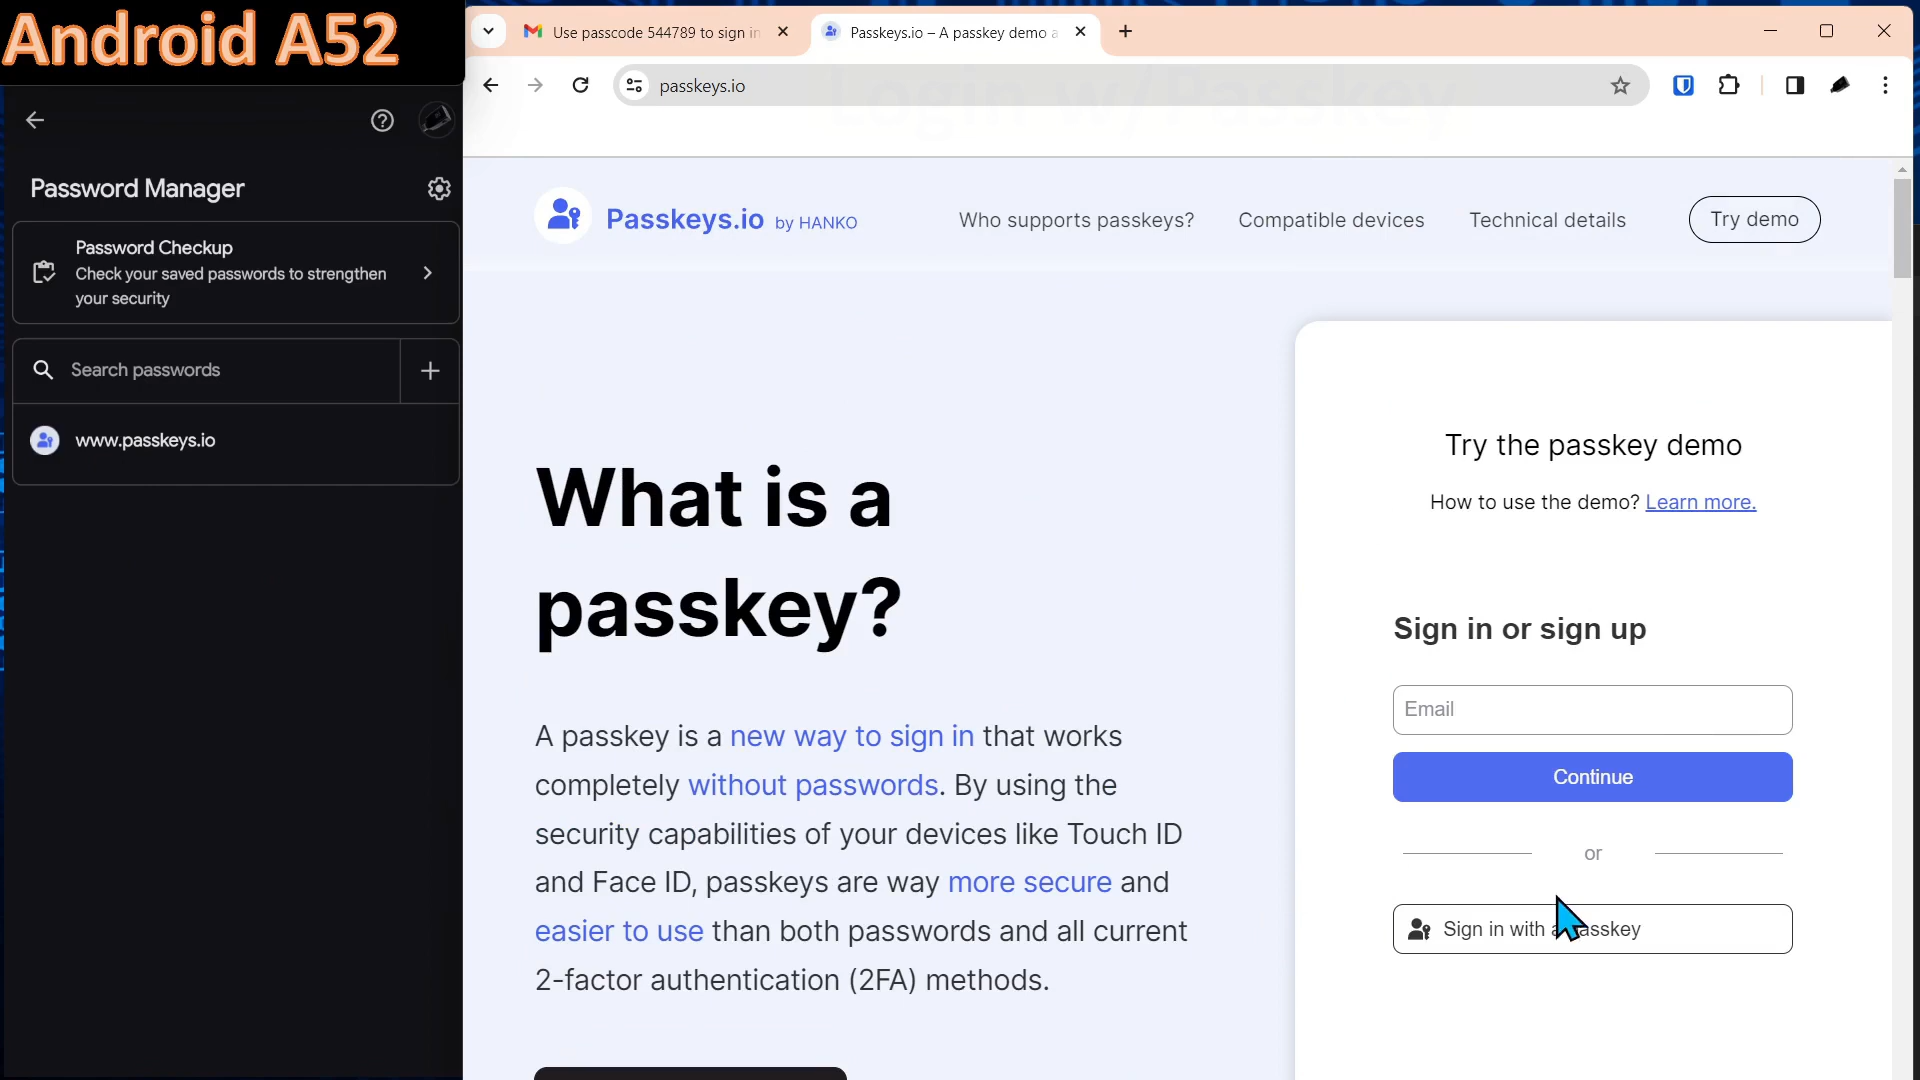 Android A52
Password Manager
Password Checkup
Check your saved passwords to strengthen
your security
Search passwords
www.passkeys.io
Use passcode 544789 to sign in
Passkeys.io – A passkey demo a
passkeys.io
Login w/ Passkey
Passkeys.io by HANKO
Who supports passkeys?
Compatible devices
Technical details
Try demo
What is a
passkey?
A passkey is a new way to sign in that works
completely without passwords. By using the
security capabilities of your devices like Touch ID
and Face ID, passkeys are way more secure and
easier to use than both passwords and all current
2-factor authentication (2FA) methods.
Try the passkey demo
How to use the demo? Learn more.
Sign in or sign up
Email
Continue
or
Sign in with a passkey